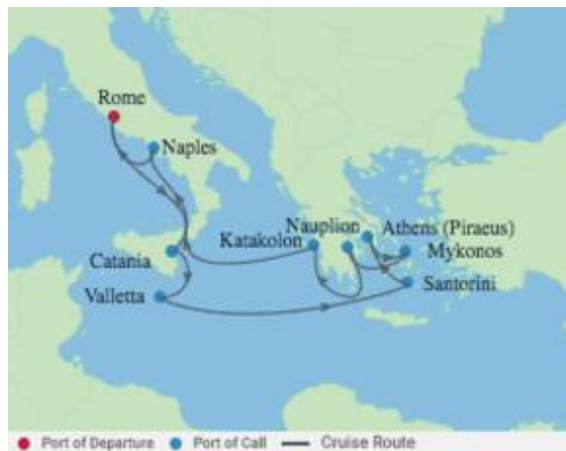 Rome
Naples
Athens (Piraeus)
Nauplion
Katakolon
Mykonos
Catania
Santorini
Valletta
Port of Departure Port of Call Cruise Route